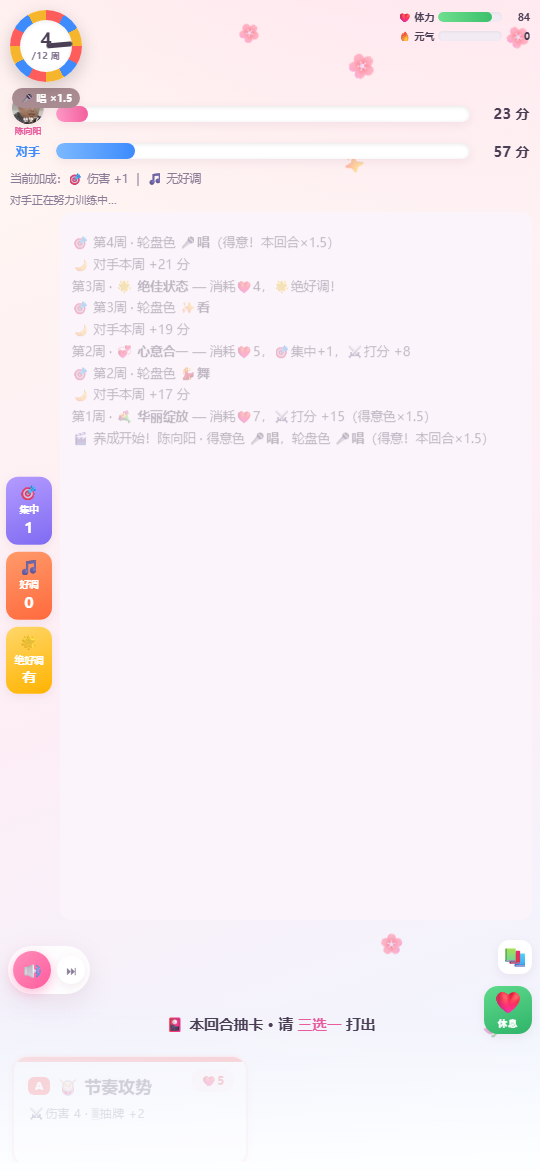 4
/12 周
唱 ×1.5
体力 84
元气 0
陈向阳
23 分
对手
57 分
当前加成： 伤害 +1 | 无好调
对手正在努力训练中...
第4周 · 轮盘色 唱（得意！本回合×1.5）
对手本周 +21 分
第3周 · 绝佳状态 — 消耗4，绝好调！
第3周 · 轮盘色 看
对手本周 +19 分
第2周 · 心意合一 — 消耗5，集中+1，打分 +8
第2周 · 轮盘色 舞
对手本周 +17 分
第1周 · 华丽绽放 — 消耗7，打分 +15（得意色×1.5）
养成开始！陈向阳 · 得意色 唱，轮盘色 唱（得意！本回合×1.5）
集中
1
好调
0
绝好调
有
休息
本回合抽卡 • 请 三选一 打出
A 节奏攻势 5
伤害 4 · 抽牌 +2